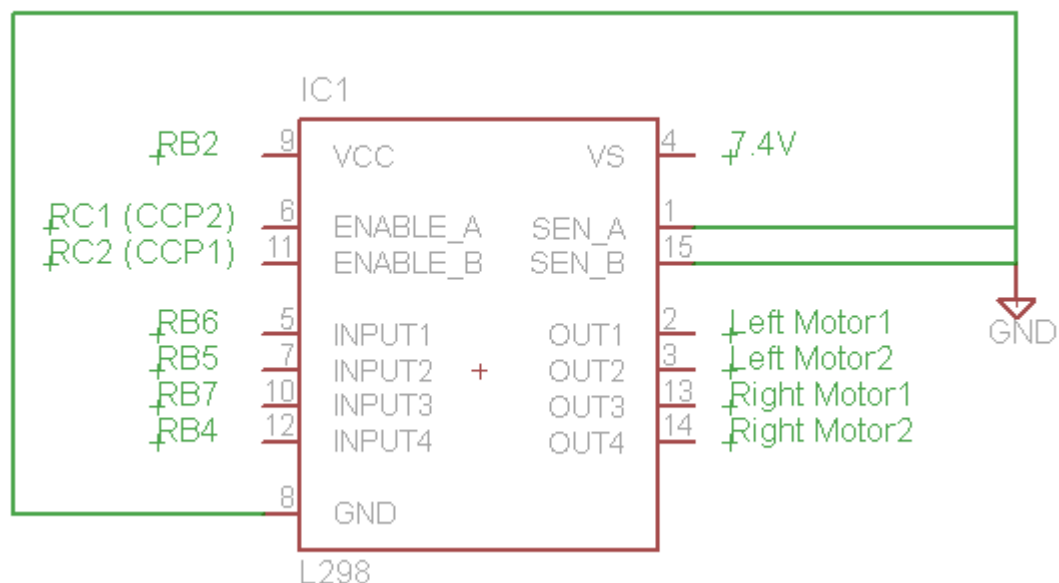 IC1
RB2 9 VCC VS 4 7.4V
RC1 (CCP2) 6 ENABLE_A SEN_A 1
RC2 (CCP1) 11 ENABLE_B SEN_B 15
RB6 5 INPUT1 OUT1 2 Left Motor1
GND
RB5 7 INPUT2 OUT2 3 Left Motor2
RB7 10 INPUT3 OUT3 13 Right Motor1
RB4 12 INPUT4 OUT4 14 Right Motor2
8 GND
L298